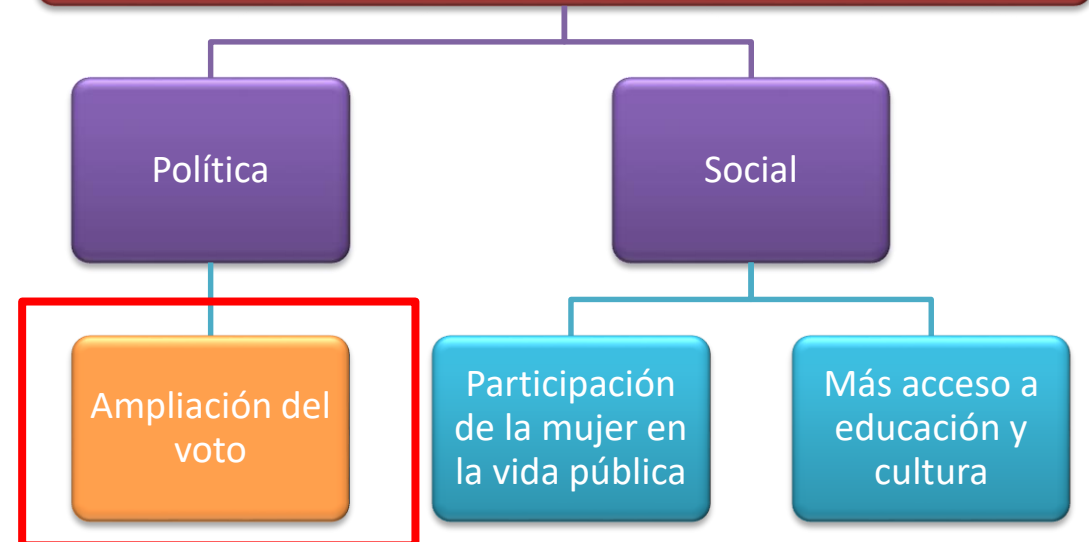 Política
Social
Ampliación del
voto
Participación
de la mujer en
la vida pública
Más acceso a
educación y
cultura